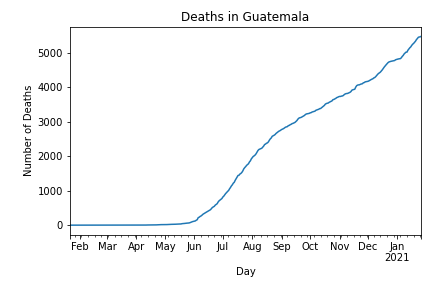 Deaths in Guatemala
Number of Deaths
5000
4000
3000
2000
1000
0
Feb Mar Apr May Jun Jul Aug Sep Oct Nov Dec Jan
2021
Day